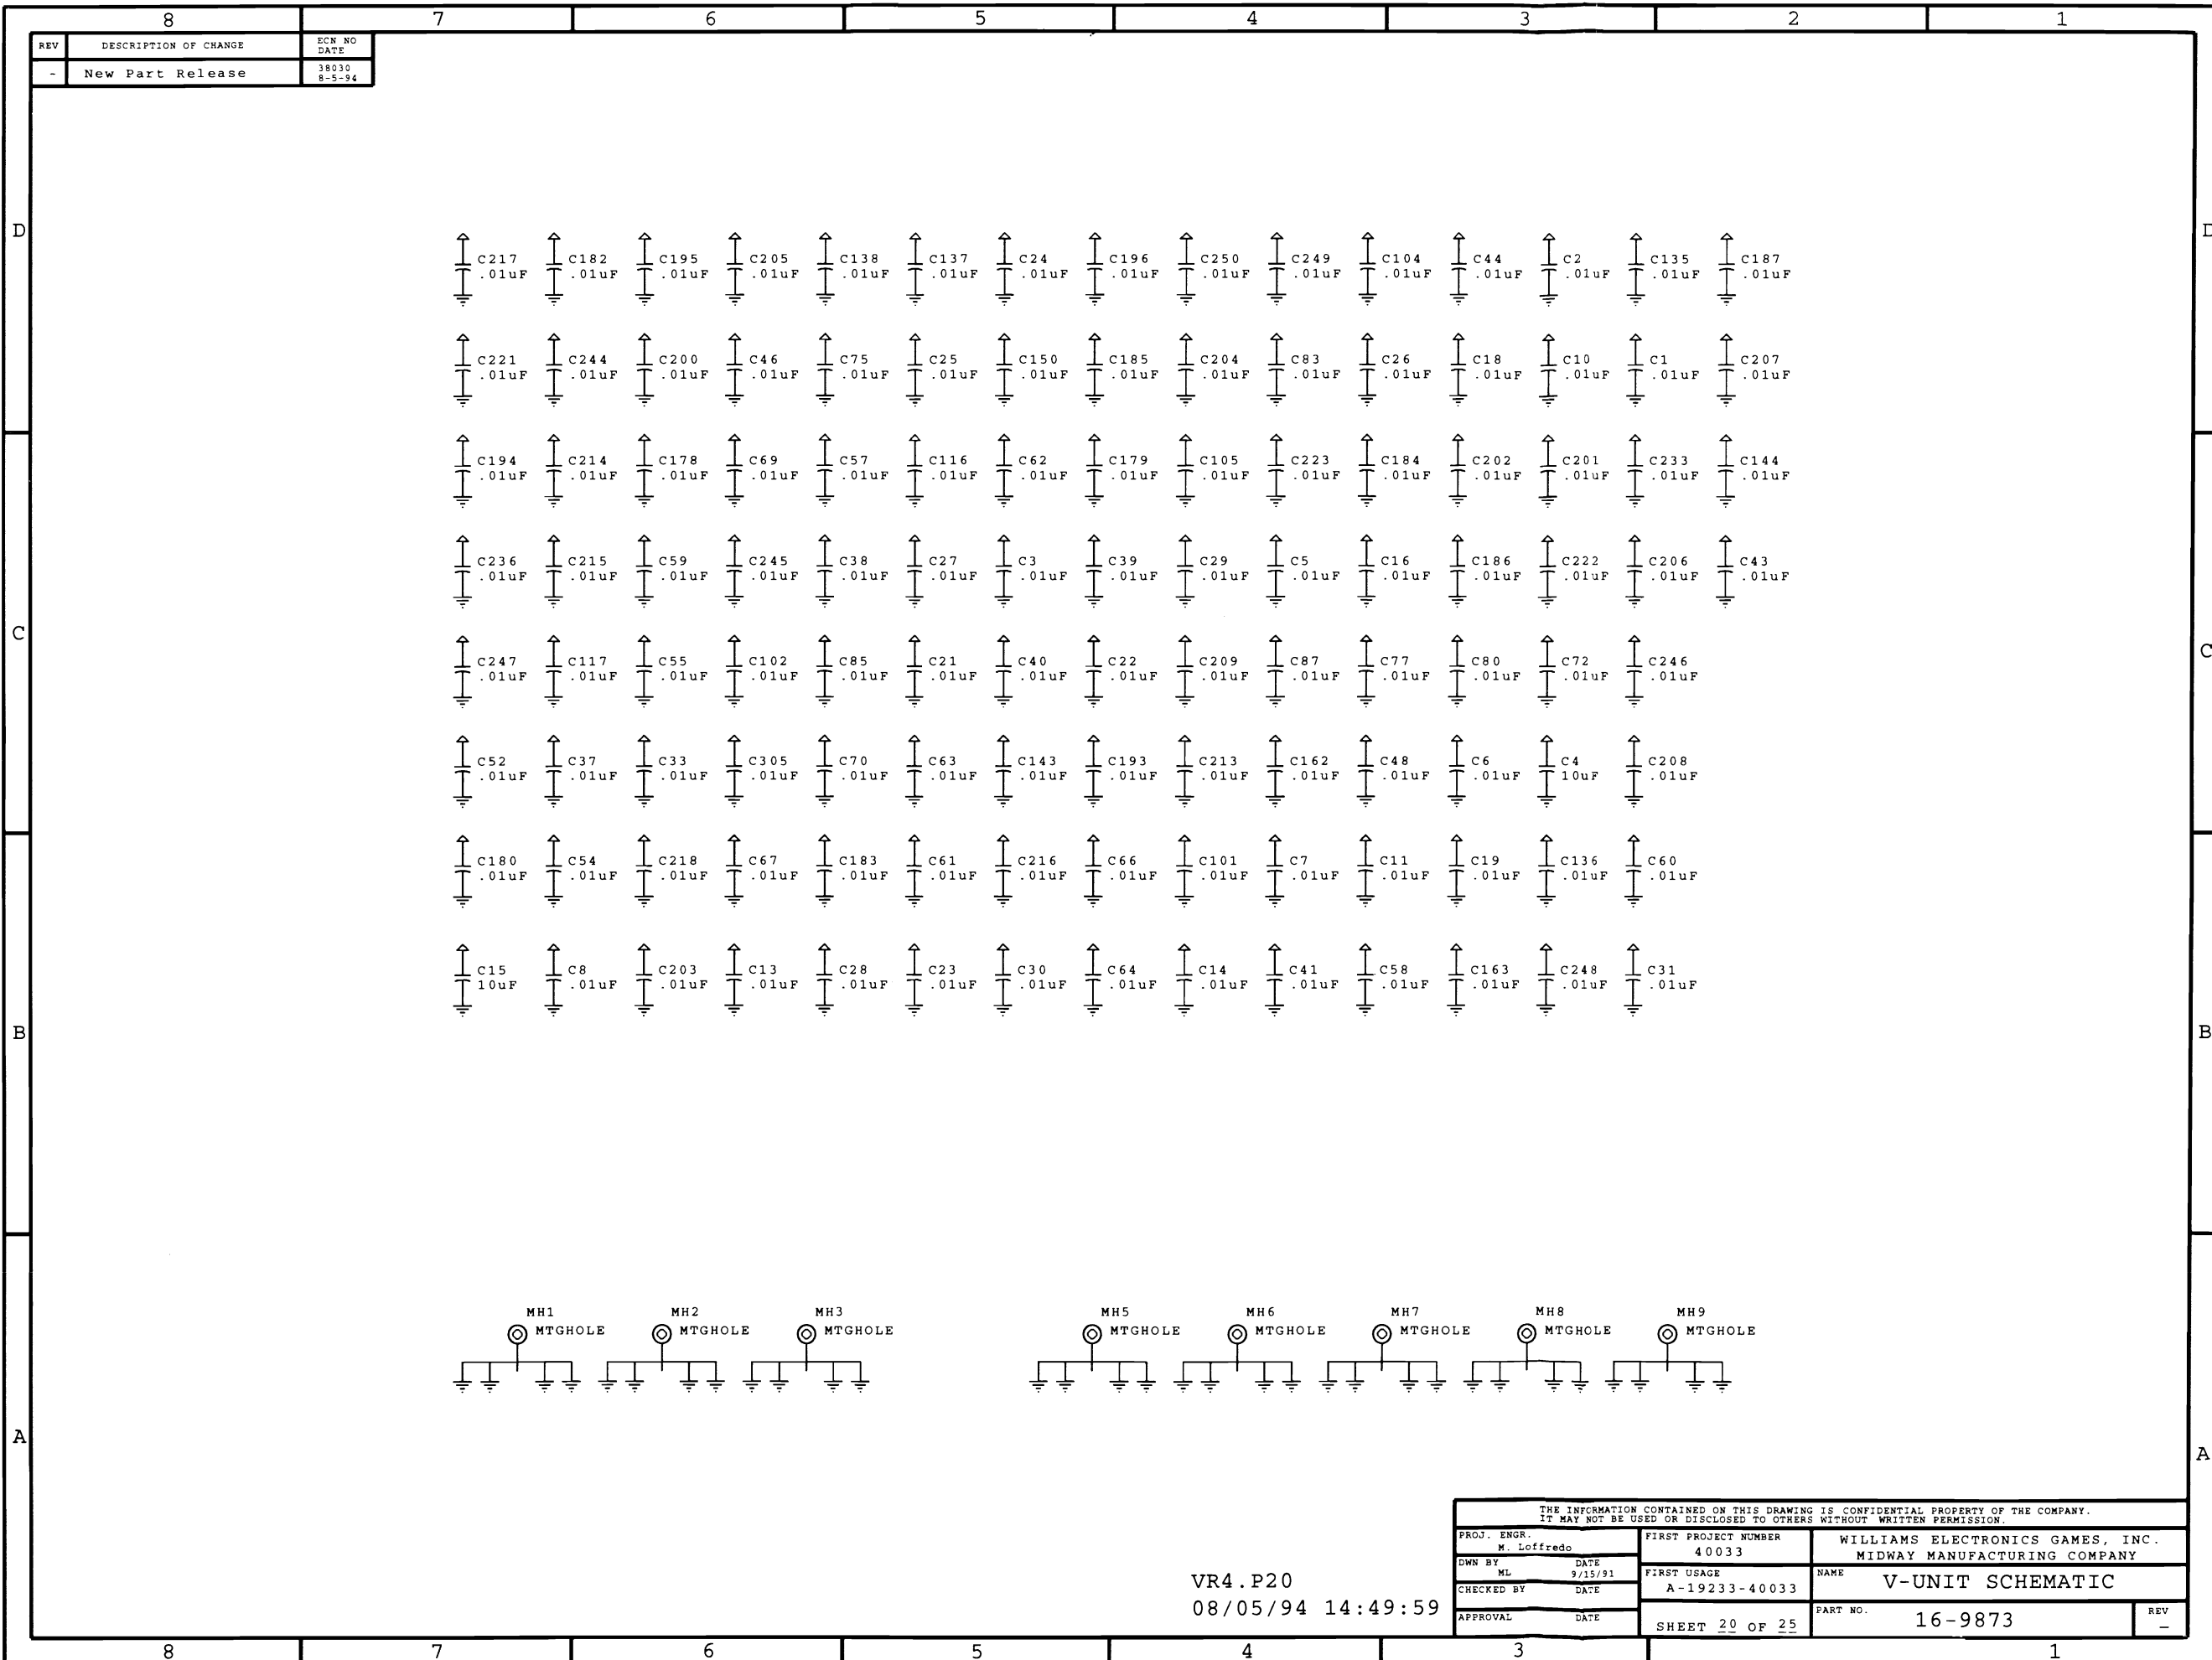 8 7 6 5 4 3 2 1
REV DESCRIPTION OF CHANGE ECN NO DATE
- New Part Release 38030 8-5-94
D D
C217 C182 C195 C205 C138 C137 C24 C196 C250 C249 C104 C44 C2 C135 C187
.01uF .01uF .01uF .01uF .01uF .01uF .01uF .01uF .01uF .01uF .01uF .01uF .01uF .01uF .01uF
C221 C244 C200 C46 C75 C25 C150 C185 C204 C83 C26 C18 C10 C1 C207
.01uF .01uF .01uF .01uF .01uF .01uF .01uF .01uF .01uF .01uF .01uF .01uF .01uF .01uF .01uF
C194 C214 C178 C69 C57 C116 C62 C179 C105 C223 C184 C202 C201 C233 C144
.01uF .01uF .01uF .01uF .01uF .01uF .01uF .01uF .01uF .01uF .01uF .01uF .01uF .01uF .01uF
C236 C215 C59 C245 C38 C27 C3 C39 C29 C5 C16 C186 C222 C206 C43
.01uF .01uF .01uF .01uF .01uF .01uF .01uF .01uF .01uF .01uF .01uF .01uF .01uF .01uF .01uF
C C
C247 C117 C55 C102 C85 C21 C40 C22 C209 C87 C77 C80 C72 C246
.01uF .01uF .01uF .01uF .01uF .01uF .01uF .01uF .01uF .01uF .01uF .01uF .01uF .01uF
C52 C37 C33 C305 C70 C63 C143 C193 C213 C162 C48 C6 C4 C208
.01uF .01uF .01uF .01uF .01uF .01uF .01uF .01uF .01uF .01uF .01uF .01uF 10uF .01uF
C180 C54 C218 C67 C183 C61 C216 C66 C101 C7 C11 C19 C136 C60
.01uF .01uF .01uF .01uF .01uF .01uF .01uF .01uF .01uF .01uF .01uF .01uF .01uF .01uF
C15 C8 C203 C13 C28 C23 C30 C64 C14 C41 C58 C163 C248 C31
10uF .01uF .01uF .01uF .01uF .01uF .01uF .01uF .01uF .01uF .01uF .01uF .01uF .01uF
B B
MH1 MH2 MH3 MH5 MH6 MH7 MH8 MH9
MTGHOLE MTGHOLE MTGHOLE MTGHOLE MTGHOLE MTGHOLE MTGHOLE MTGHOLE
A A
VR4.P20
08/05/94 14:49:59
THE INFORMATION CONTAINED ON THIS DRAWING IS CONFIDENTIAL PROPERTY OF THE COMPANY.
IT MAY NOT BE USED OR DISCLOSED TO OTHERS WITHOUT WRITTEN PERMISSION.
PROJ. ENGR.
M. Loffredo
DWN BY DATE
ML 9/15/91
CHECKED BY DATE
APPROVAL DATE
FIRST PROJECT NUMBER
40033
FIRST USAGE
A-19233-40033
SHEET 20 OF 25
WILLIAMS ELECTRONICS GAMES, INC.
MIDWAY MANUFACTURING COMPANY
NAME V-UNIT SCHEMATIC
PART NO. 16-9873
REV -
8 7 6 5 4 3 1